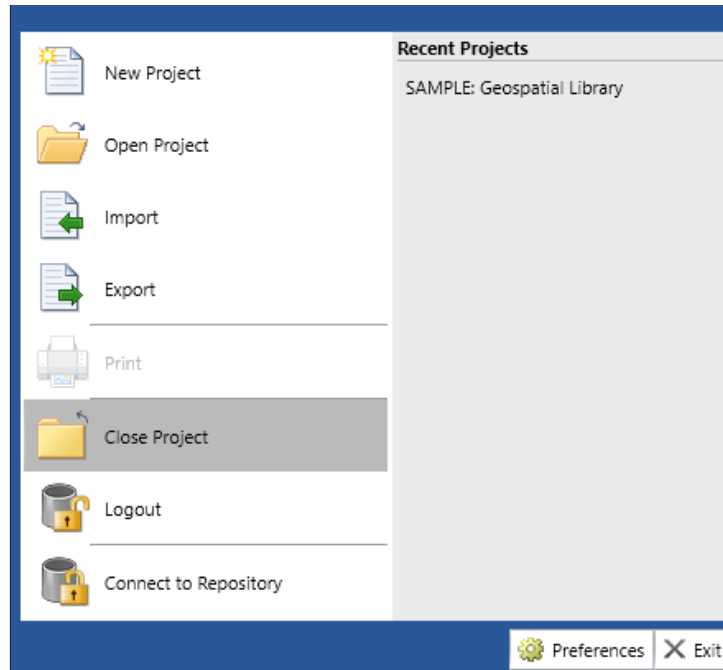 New Project
Open Project
Import
Export
Print
Close Project
Logout
Connect to Repository
Recent Projects
SAMPLE: Geospatial Library
Preferences
Exit